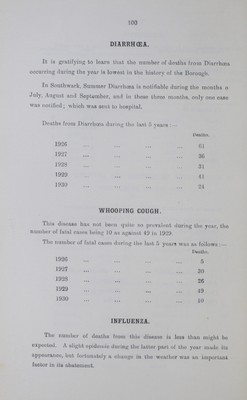 103
DIARRHŒA.
It is gratifying to learn that the number of deaths from Diarrhœa
occurring during the year is lowest in the history of the Borough.
In Southwark, Summer Diarrhœa is notifiable during the months o
July, August and September, and in these three months, only one case
was notified; which was sent to hospital.
Deaths from Diarrhœa during the last 5 years :—
Deaths.
1926 ... ... ... ... 61
1927 ... ... ... ... 36
1928 ... ... ... ... 31
1929 ... ... ... ... 41
1930 ... ... ... ... 24
WHOOPING COUGH.
This disease has not been quite so prevalent during the year, the
number of fatal cases being 10 as against 49 in 1929.
The number of fatal cases during the last 5 years was as follows :—
Deaths.
1926 ... ... ... ... 5
1927 ... ... ... ... 20
1928 ... ... ... ... 26
1929 ... ... ... ... 49
1930 ... ... ... ... 10
INFLUENZA.
The number of deaths from this disease is less than might be
expected. A slight epidemic during the latter part of the year made its
appearance, but fortunately a change in the weather was an important
factor in its abatement.